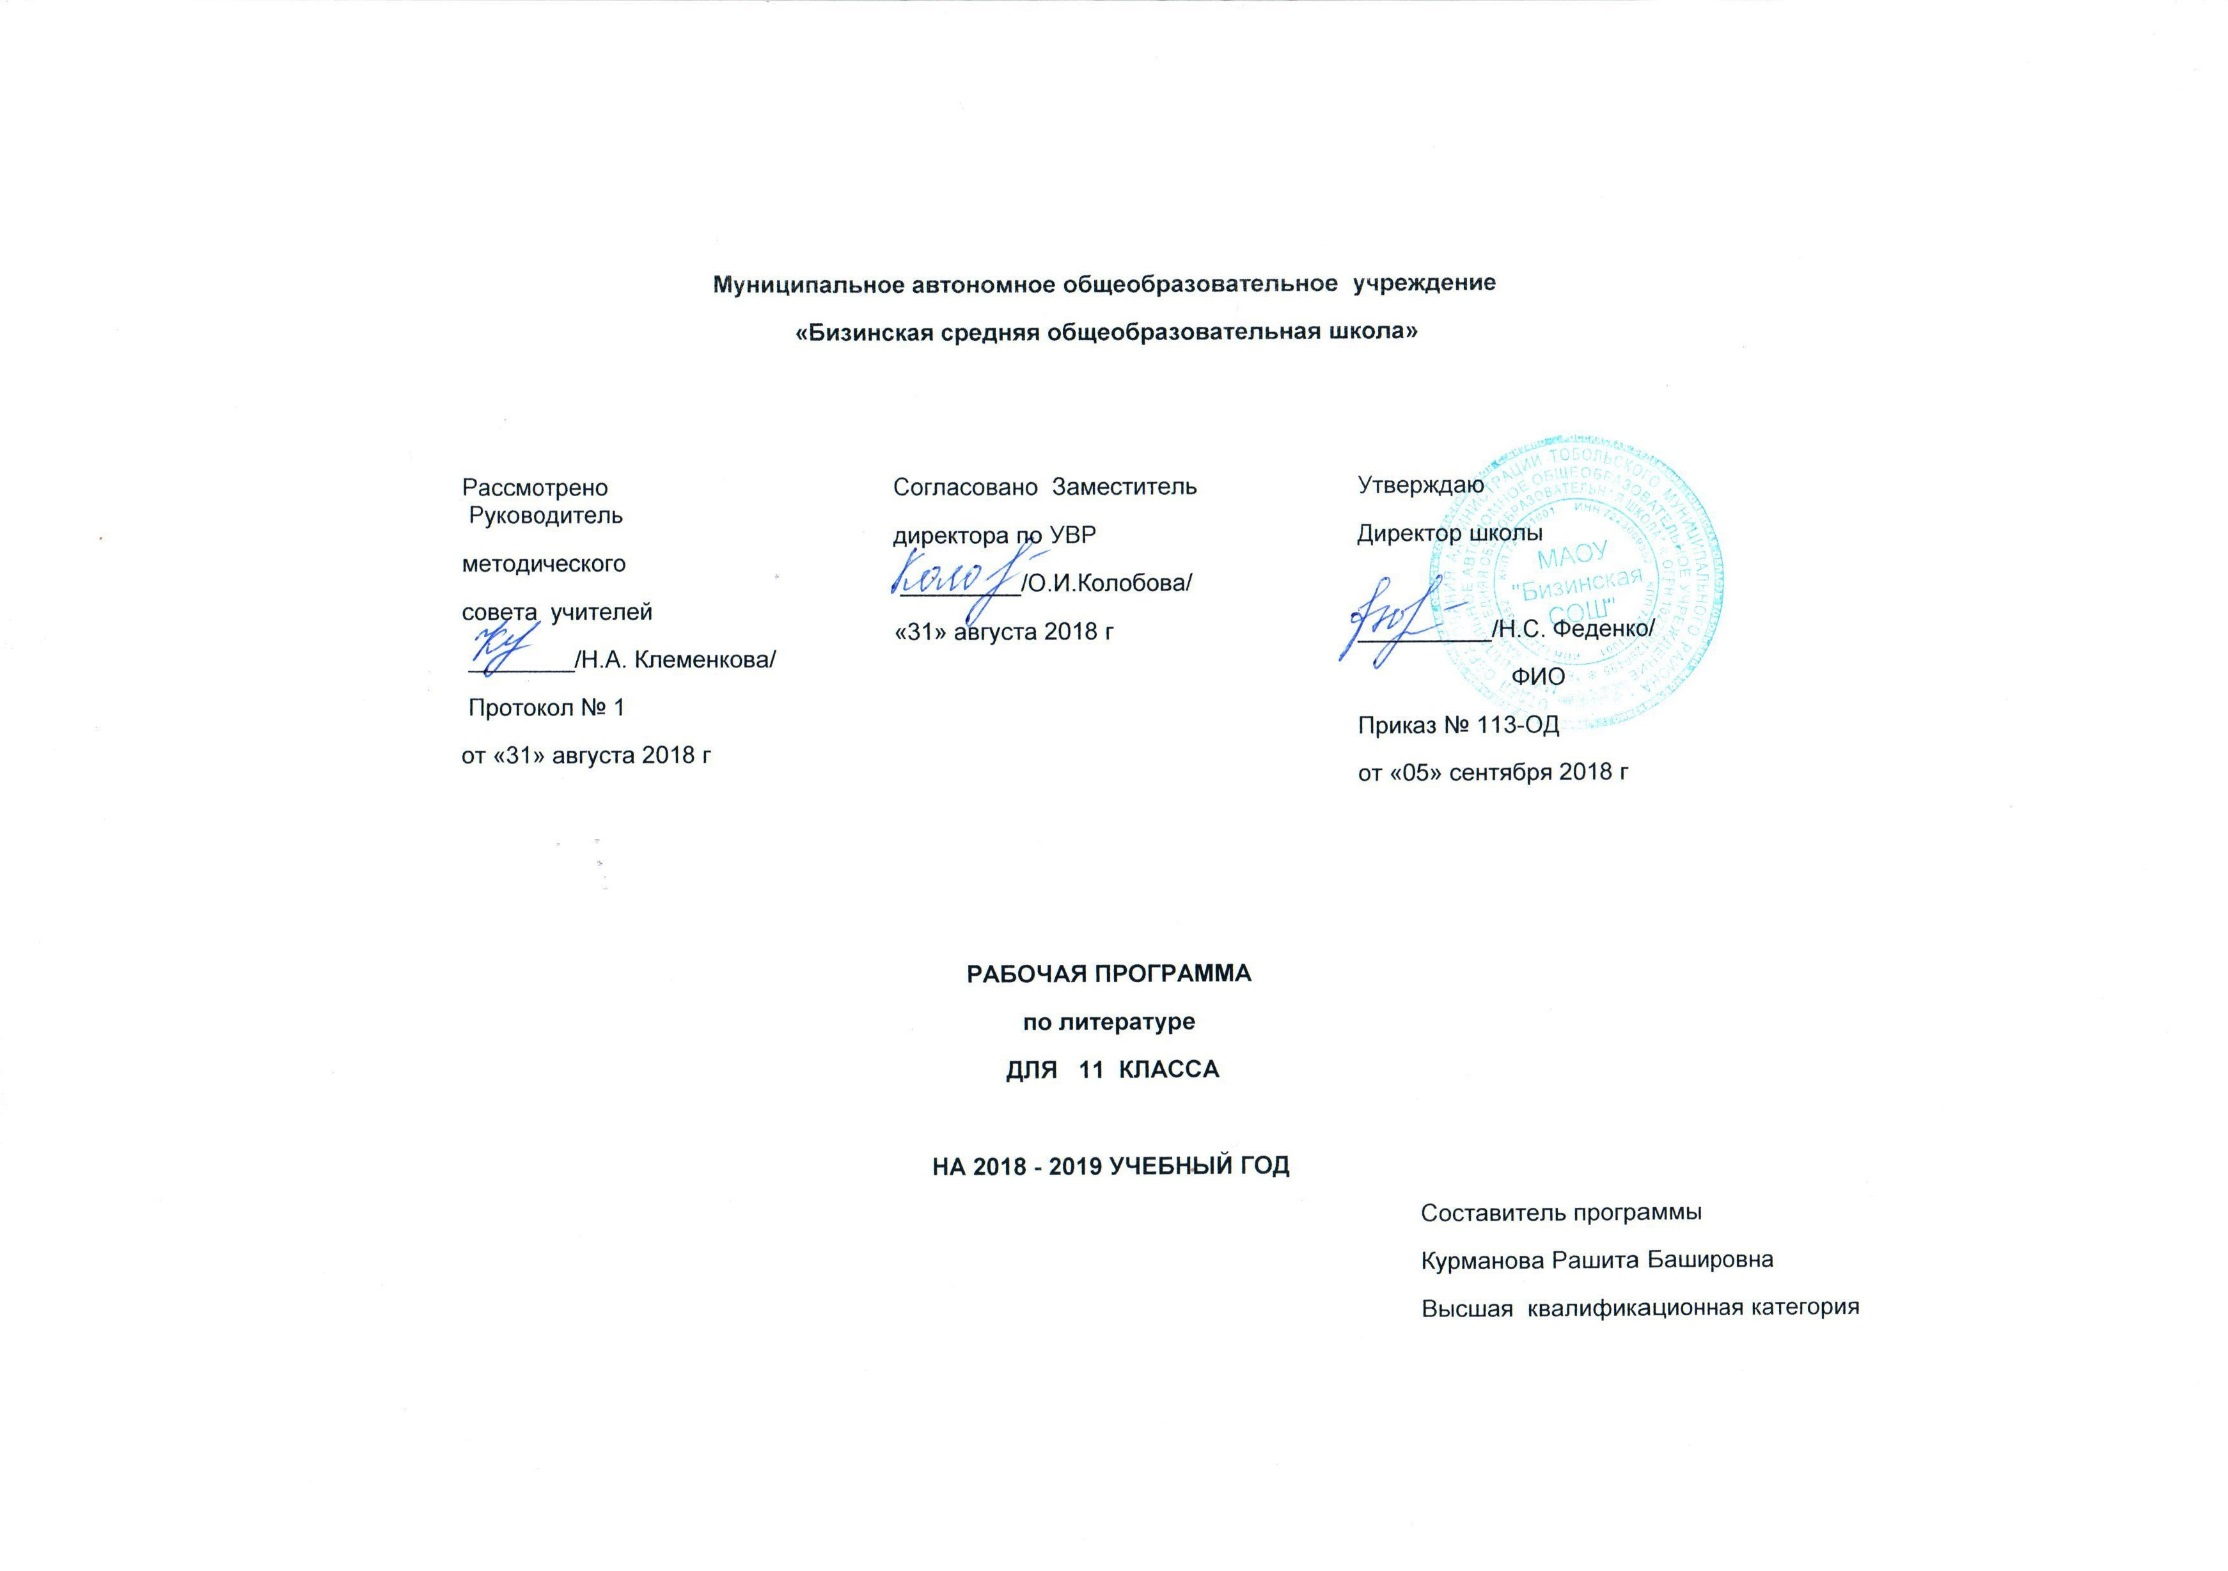 Муниципальное автономное общеобразовательное учреждение
«Бизинская средняя общеобразовательная школа»
Рассмотрено
Руководитель
методического
совета учителей
________/Н.А. Клеменкова/
Протокол № 1
от «31» августа 2018 г
Согласовано Заместитель
директора по УВР
_________/О.И.Колобова/
«31» августа 2018 г
Утверждаю
Директор школы
__________/Н.С. Феденко/
ФИО
Приказ № 113-ОД
от «05» сентября 2018 г
МАОУ
"Бизинская
СОШ"
РАБОЧАЯ ПРОГРАММА
по литературе
ДЛЯ 11 КЛАССА
НА 2018 - 2019 УЧЕБНЫЙ ГОД
Составитель программы
Курманова Рашита Башировна
Высшая квалификационная категория